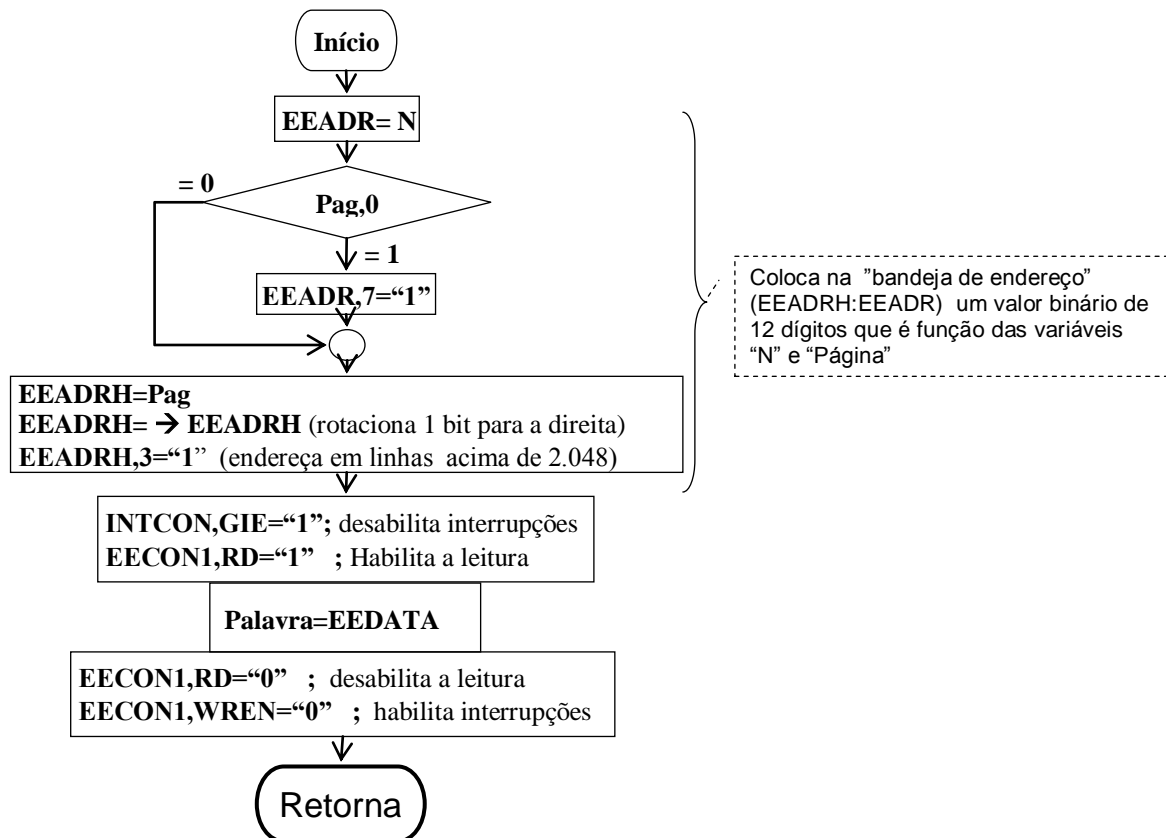 Início
EEADR= N
= 0
Pag,0
= 1
EEADR,7=“1”
Coloca na ”bandeja de endereço”
(EEADRH:EEADR) um valor binário de
12 dígitos que é função das variáveis
“N” e “Página”
EEADRH=Pag
EEADRH= → EEADRH (rotaciona 1 bit para a direita)
EEADRH,3=“1” (endereça em linhas acima de 2.048)
INTCON,GIE=“1”; desabilita interrupções
EECON1,RD=“1” ; Habilita a leitura
Palavra=EEDATA
EECON1,RD=“0” ; desabilita a leitura
EECON1,WREN=“0” ; habilita interrupções
Retorna